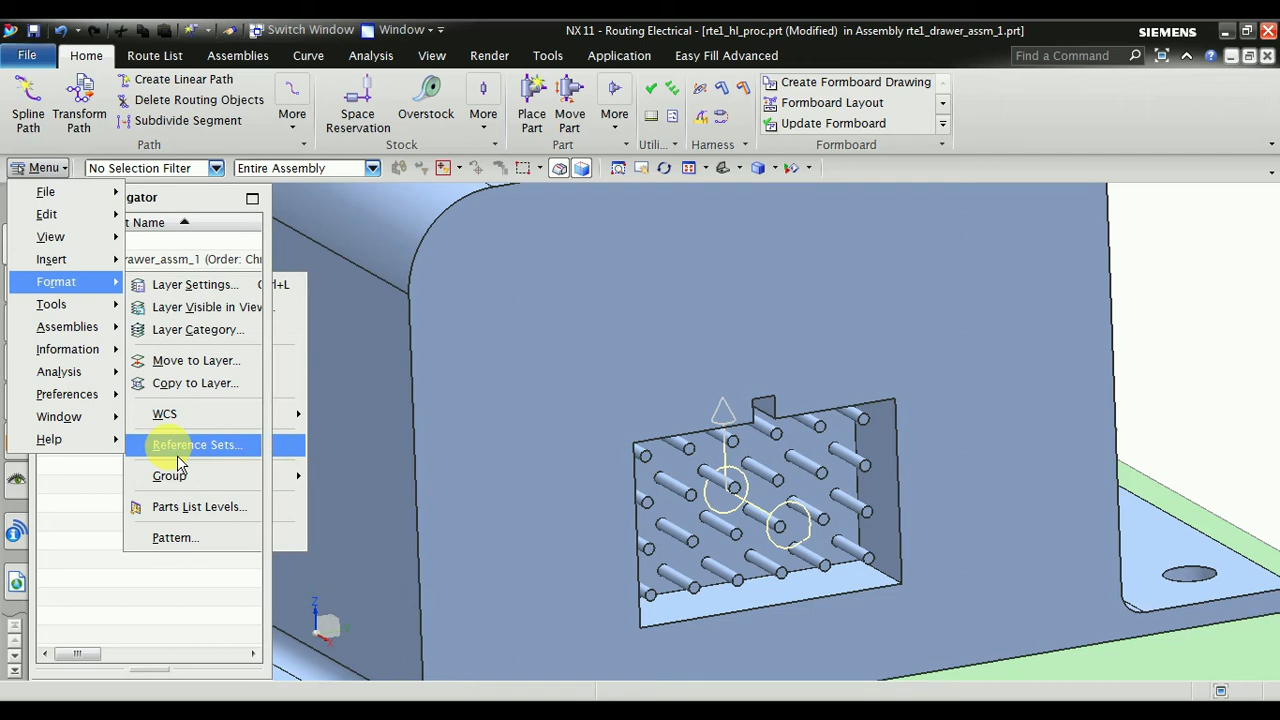 Switch Window Window NX 11 - Routing Electrical - [rte1_hl_proc.prt (Modified) in Assembly rte1_drawer_assm_1.prt] SIEMENS
File Home Route List Assemblies Curve Analysis View Render Tools Application Easy Fill Advanced Find a Command
Spline Path
Transform Path
Create Linear Path
Delete Routing Objects
Subdivide Segment
More
Space Reservation
Overstock
More
Place Part
Move Part
More
Create Formboard Drawing
Formboard Layout
Update Formboard
Path Stock Part Utili... Harness Formboard
Menu No Selection Filter Entire Assembly
File
Edit
View
Insert
Format
Tools
Assemblies
Information
Analysis
Preferences
Window
Help
gator
t Name
rawer_assm_1 (Order: Chr
Layer Settings... Ctrl+L
Layer Visible in View...
Layer Category...
Move to Layer...
Copy to Layer...
WCS
Reference Sets...
Group
Parts List Levels...
Pattern...
Z
X